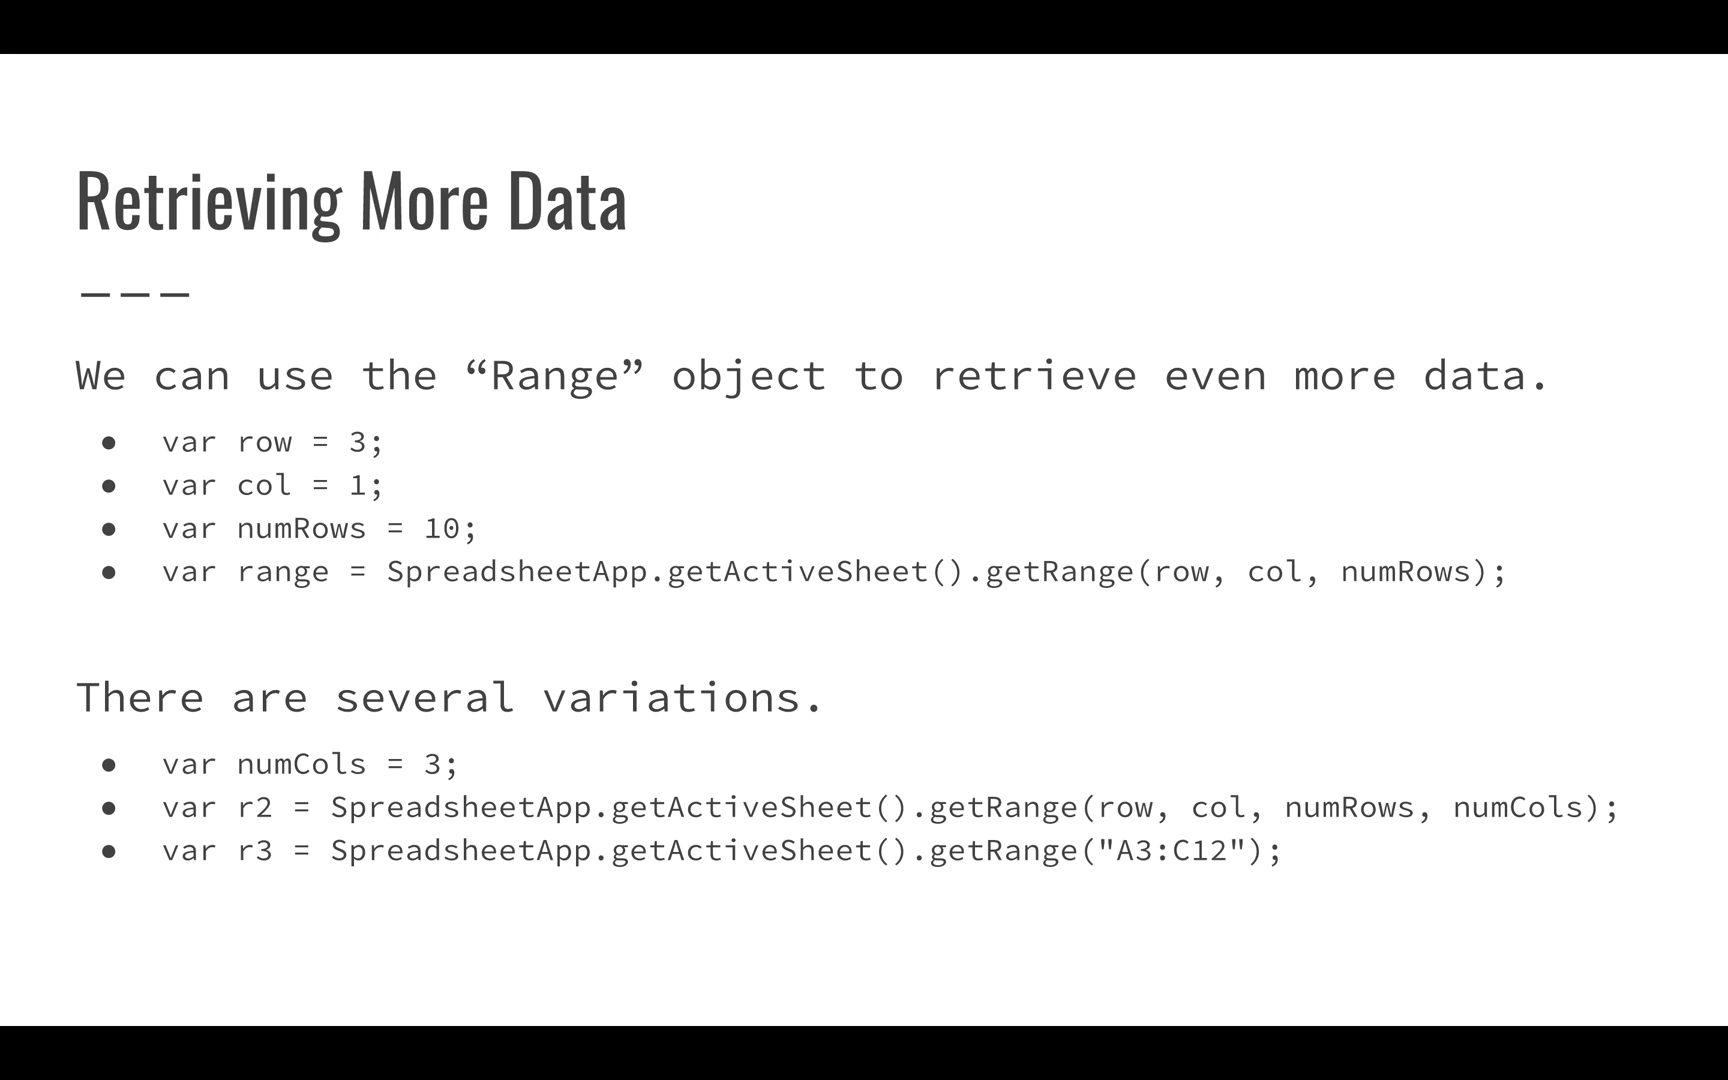 Retrieving More Data
———
We can use the “Range” object to retrieve even more data.
● var row = 3;
● var col = 1;
● var numRows = 10;
● var range = SpreadsheetApp.getActiveSheet().getRange(row, col, numRows);
There are several variations.
● var numCols = 3;
● var r2 = SpreadsheetApp.getActiveSheet().getRange(row, col, numRows, numCols);
● var r3 = SpreadsheetApp.getActiveSheet().getRange("A3:C12");